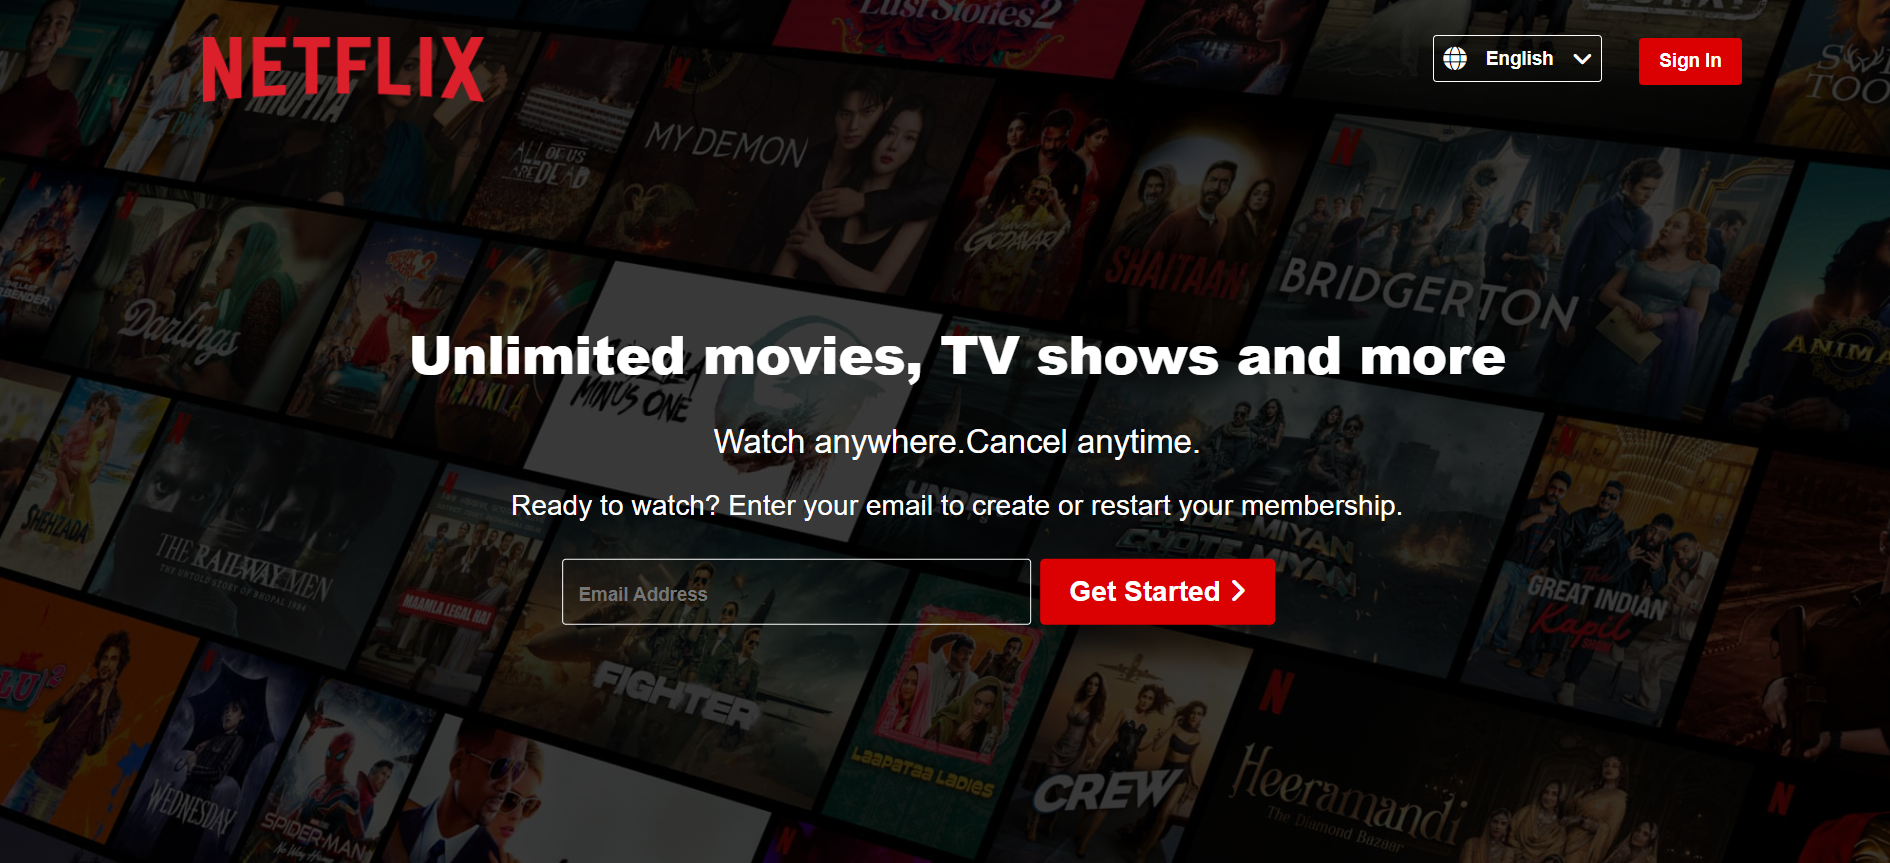 Lust Stories 2
NETFLIX
English
Sign In
KHUFIYA
ALL OF US
ARE DEAD
MY DEMON
GODAVARI
SHAITAAN
BRIDGERTON
Darlings
CHAMKILA
MINUS ONE
Unlimited movies, TV shows and more
Watch anywhere.Cancel anytime.
Ready to watch? Enter your email to create or restart your membership.
Email Address
Get Started
SHEHZADA
THE RAILWAY MEN
THE UNTOLD STORY OF BHOPAL 1984
MAAMLA LEGAL HAI
MIYAN
CHOTE MIYAN
The
GREAT INDIAN
Kapil
SHOW
FIGHTER
LAAPATAA LADIES
CREW
Heeramandi
The Diamond Bazaar
WEDNESDAY
SPIDER-MAN
No Way Home